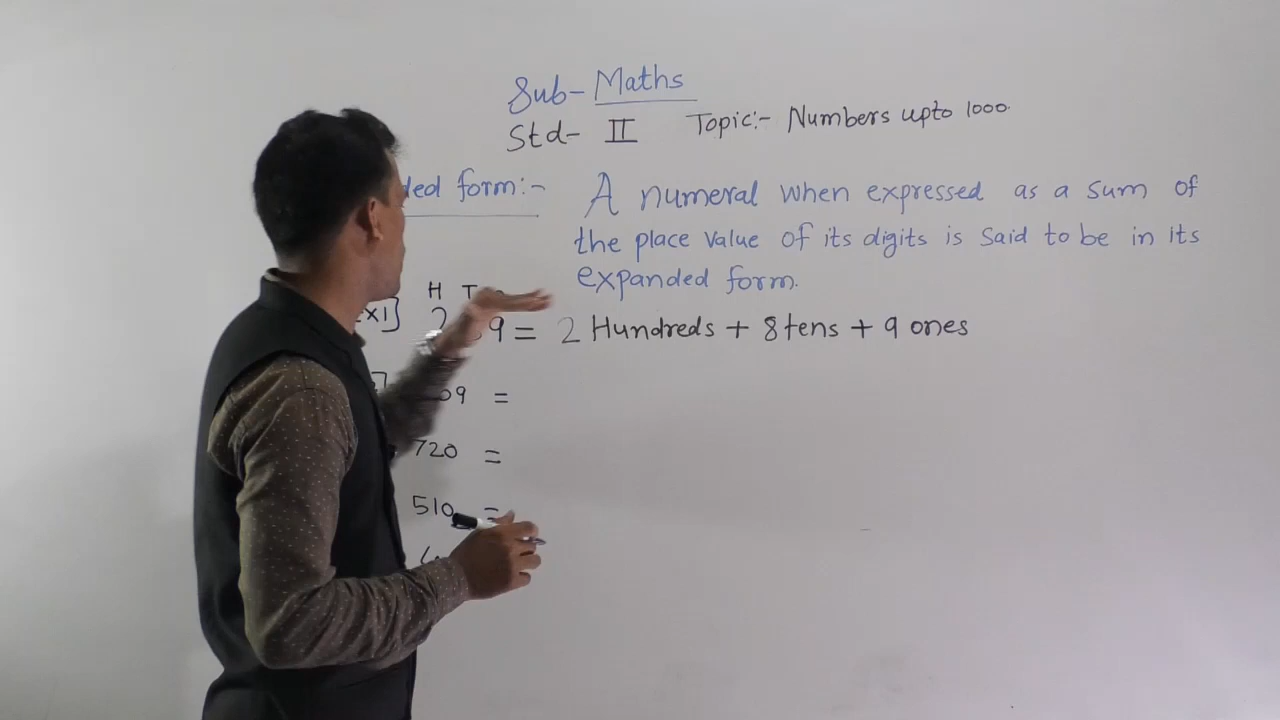 Sub- Maths
Std- II Topic:- Numbers upto 1000.
form:-
A numeral when expressed as a sum of
the place value of its digits is said to be in its
expanded form.
H T
2 9 = 2 Hundreds + 8 tens + 9 ones
09 =
720 =
510 =